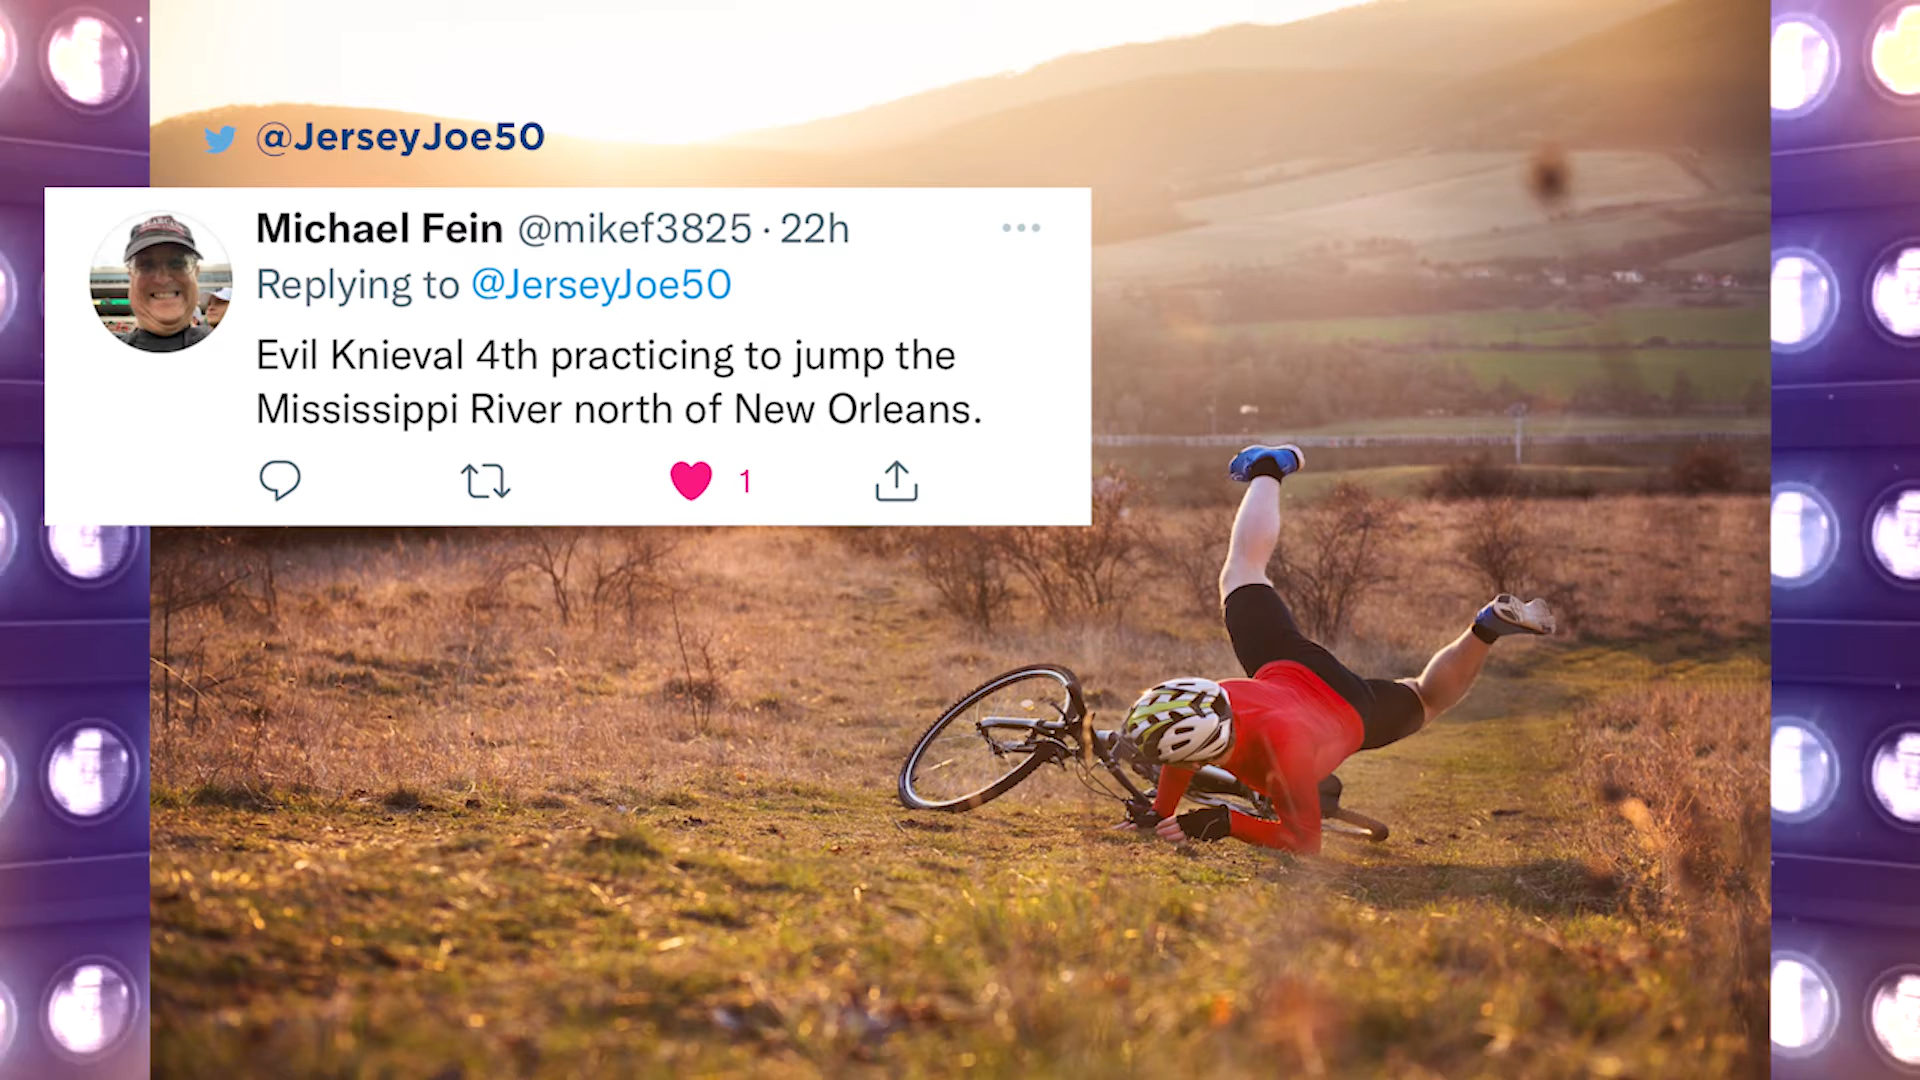 @JerseyJoe50
Michael Fein @mikef3825 · 22h
Replying to @JerseyJoe50
Evil Knieval 4th practicing to jump the
Mississippi River north of New Orleans.
1